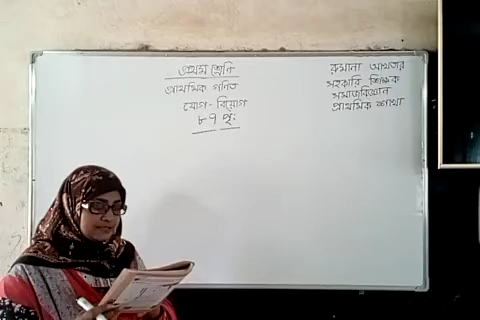 প্রথম শ্রেণি
প্রাথমিক গণিত
যোগ - বিয়োগ
৮৭ পৃঃ
রুমানা আখতার
সহকারি শিক্ষক
সমাজবিজ্ঞান
প্রাথমিক শাখা